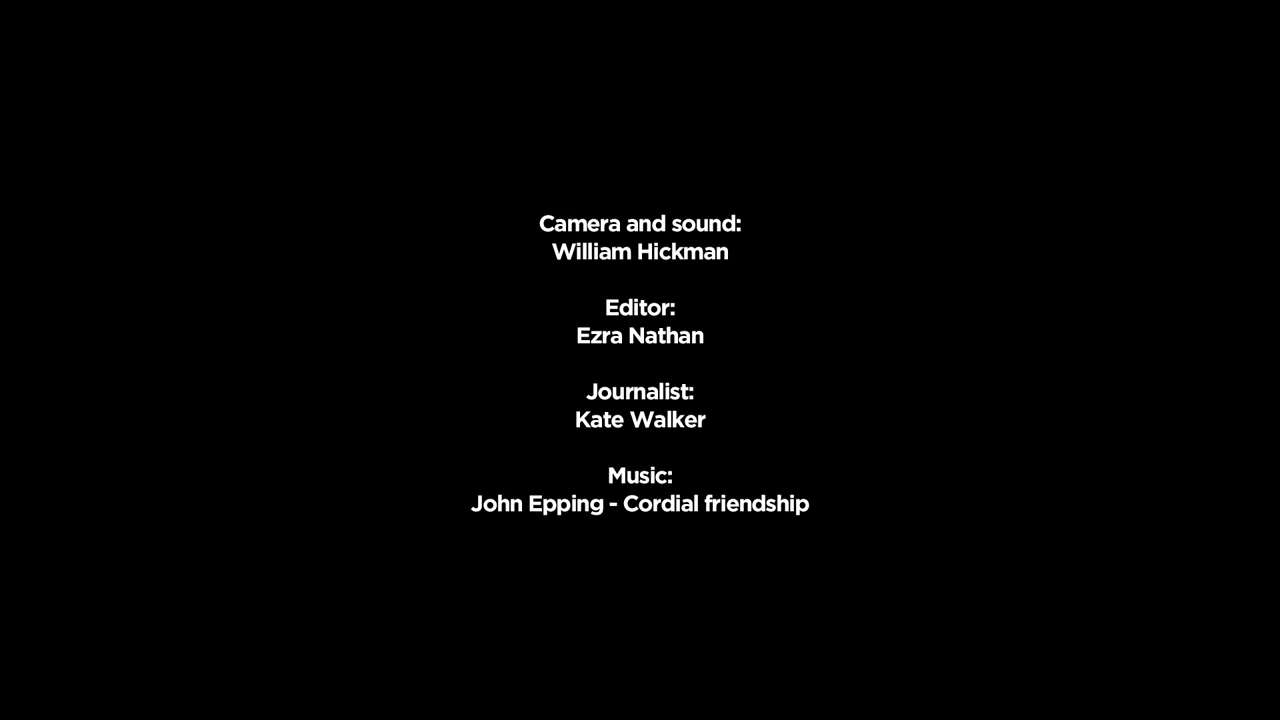 Camera and sound:
William Hickman
Editor:
Ezra Nathan
Journalist:
Kate Walker
Music:
John Epping - Cordial friendship